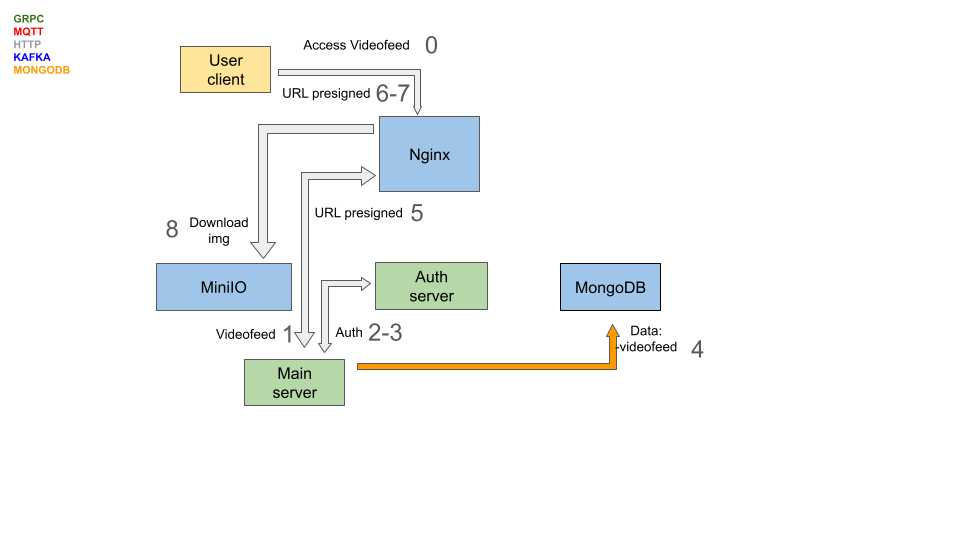 GRPC
MQTT
HTTP
KAFKA
MONGODB
Access Videofeed 0
User
client
URL presigned 6-7
Nginx
URL presigned 5
8 Download
img
MiniIO
Auth
server
MongoDB
Videofeed 1
Auth 2-3
Data:
-videofeed 4
Main
server